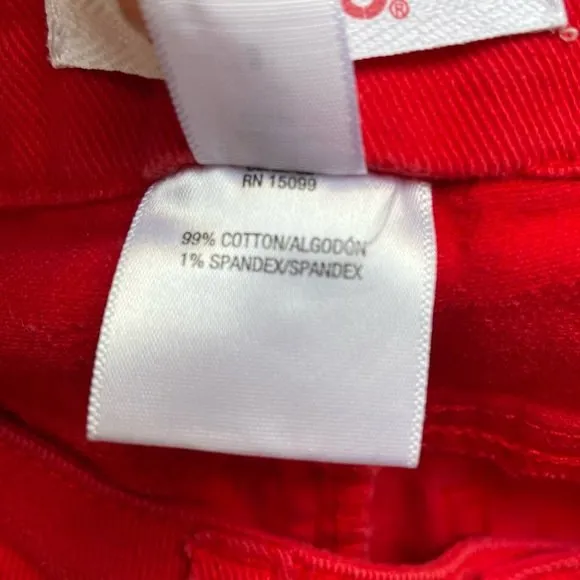 RN 15099
99% COTTON/ALGODÓN
1% SPANDEX/SPANDEX